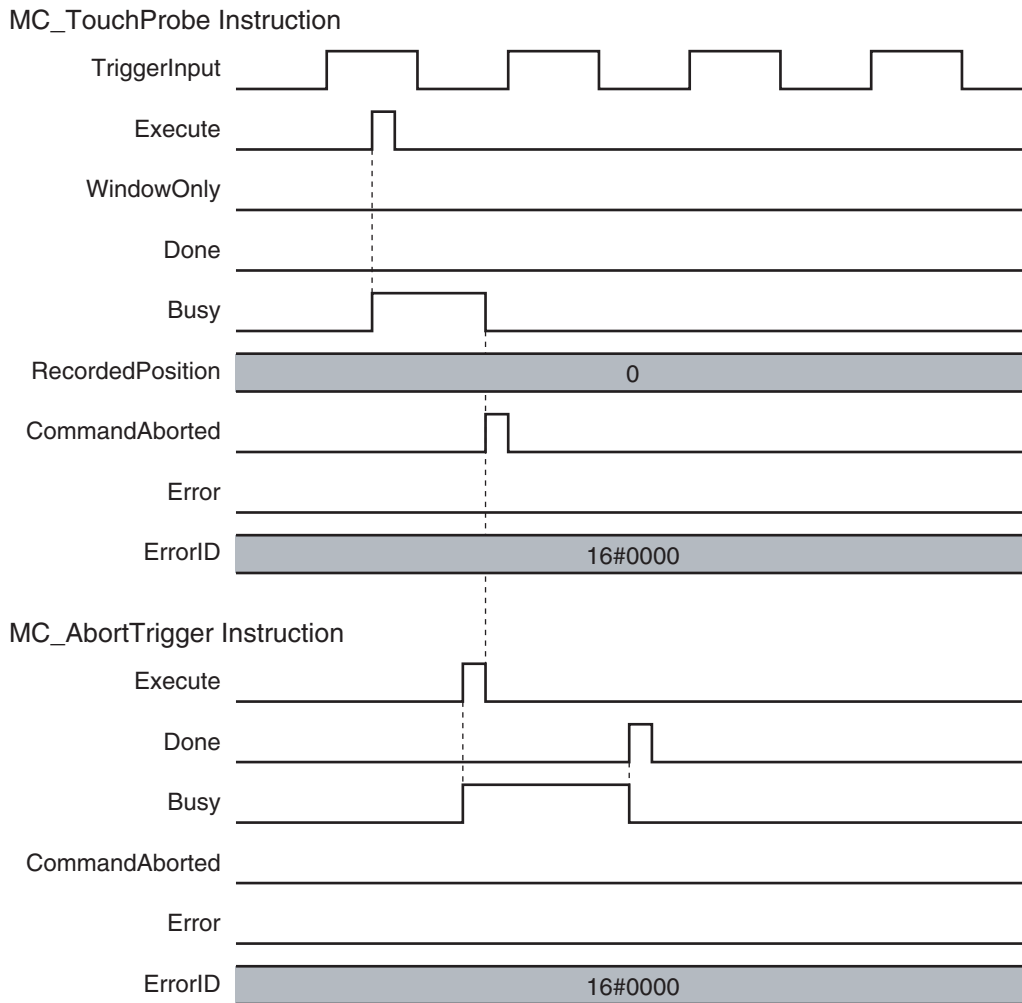 MC_TouchProbe Instruction
TriggerInput
Execute
WindowOnly
Done
Busy
RecordedPosition
0
CommandAborted
Error
ErrorID
16#0000
MC_AbortTrigger Instruction
Execute
Done
Busy
CommandAborted
Error
ErrorID
16#0000